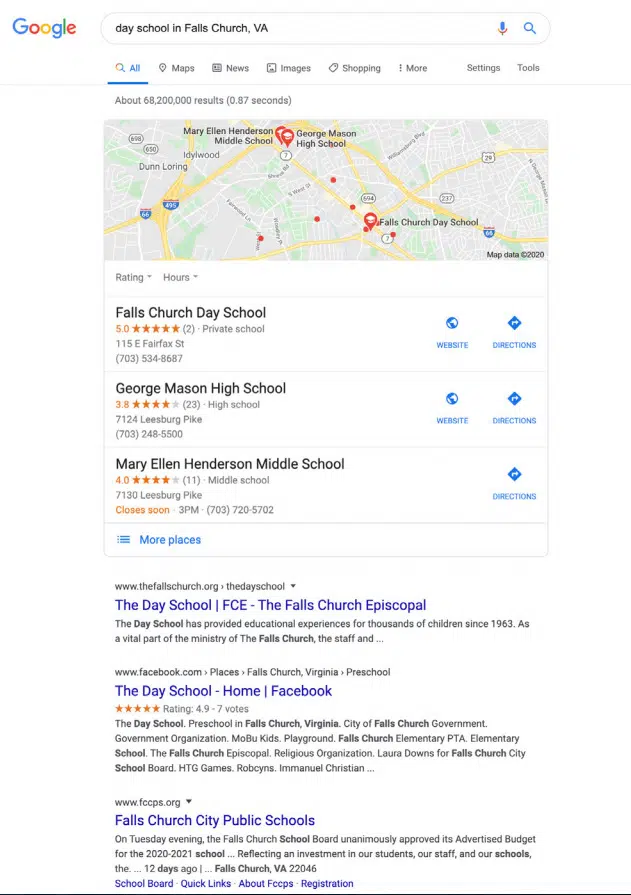 Google
day school in Falls Church, VA
All Maps News Images Shopping More Settings Tools
About 68,200,000 results (0.87 seconds)
Mary Ellen Henderson
Middle School
George Mason
High School
698
650
Idylwood
Dunn Loring
7
Shreve Rd
Williamsburg Blvd
29
S West St
694
237
495
66
Falls Church Day School
7
66
Map data ©2020
Rating Hours
Falls Church Day School
5.0 ★★★★★ (2) · Private school
115 E Fairfax St
(703) 534-8687
WEBSITE DIRECTIONS
George Mason High School
3.8 ★★★★★ (23) · High school
7124 Leesburg Pike
(703) 248-5500
WEBSITE DIRECTIONS
Mary Ellen Henderson Middle School
4.0 ★★★★★ (11) · Middle school
7130 Leesburg Pike
Closes soon · 3PM · (703) 720-5702
DIRECTIONS
More places
www.thefallschurch.org › thedayschool
The Day School | FCE - The Falls Church Episcopal
The Day School has provided educational experiences for thousands of children since 1963. As
a vital part of the ministry of The Falls Church, the staff and ...
www.facebook.com › Places › Falls Church, Virginia › Preschool
The Day School - Home | Facebook
★★★★★ Rating: 4.9 - 7 votes
The Day School. Preschool in Falls Church, Virginia. City of Falls Church Government.
Government Organization. MoBu Kids. Playground. Falls Church Elementary PTA. Elementary
School. The Falls Church Episcopal. Religious Organization. Laura Downs for Falls Church City
School Board. HTG Games. Robcyns. Immanuel Christian ...
www.fccps.org
Falls Church City Public Schools
On Tuesday evening, the Falls Church School Board unanimously approved its Advertised Budget
for the 2020-2021 school ... Reflecting an investment in our students, our staff, and our schools,
the. ... 12 days ago | ... Falls Church, VA 22046
School Board · Quick Links · About Fccps · Registration